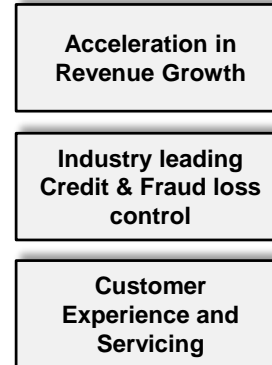 Acceleration in
Revenue Growth
Industry leading
Credit & Fraud loss
control
Customer
Experience and
Servicing